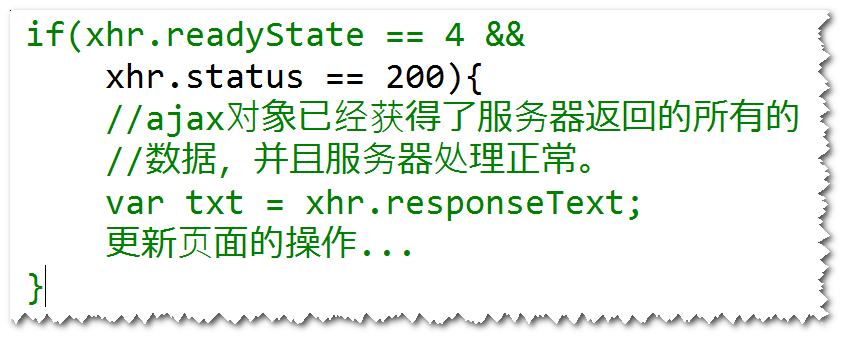 if(xhr.readyState == 4 &&
    xhr.status == 200){
    //ajax对象已经获得了服务器返回的所有的
    //数据，并且服务器处理正常。
    var txt = xhr.responseText;
    更新页面的操作...
}